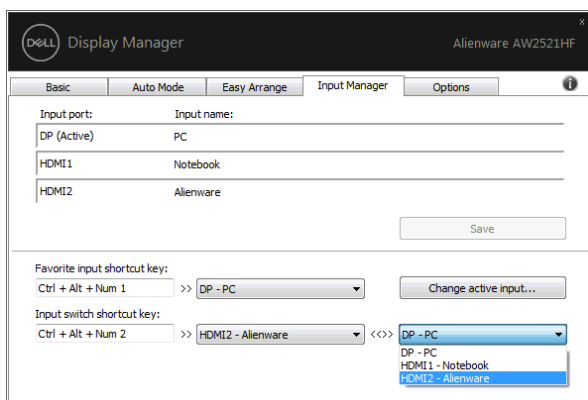 x
DELL Display Manager Alienware AW2521HF
Basic Auto Mode Easy Arrange Input Manager Options i
Input port: Input name:
DP (Active) PC
HDMI1 Notebook
HDMI2 Alienware
Save
Favorite input shortcut key:
Ctrl + Alt + Num 1 >> DP - PC Change active input...
Input switch shortcut key:
Ctrl + Alt + Num 2 >> HDMI2 - Alienware <<>> DP - PC
DP - PC
HDMI1 - Notebook
HDMI2 - Alienware